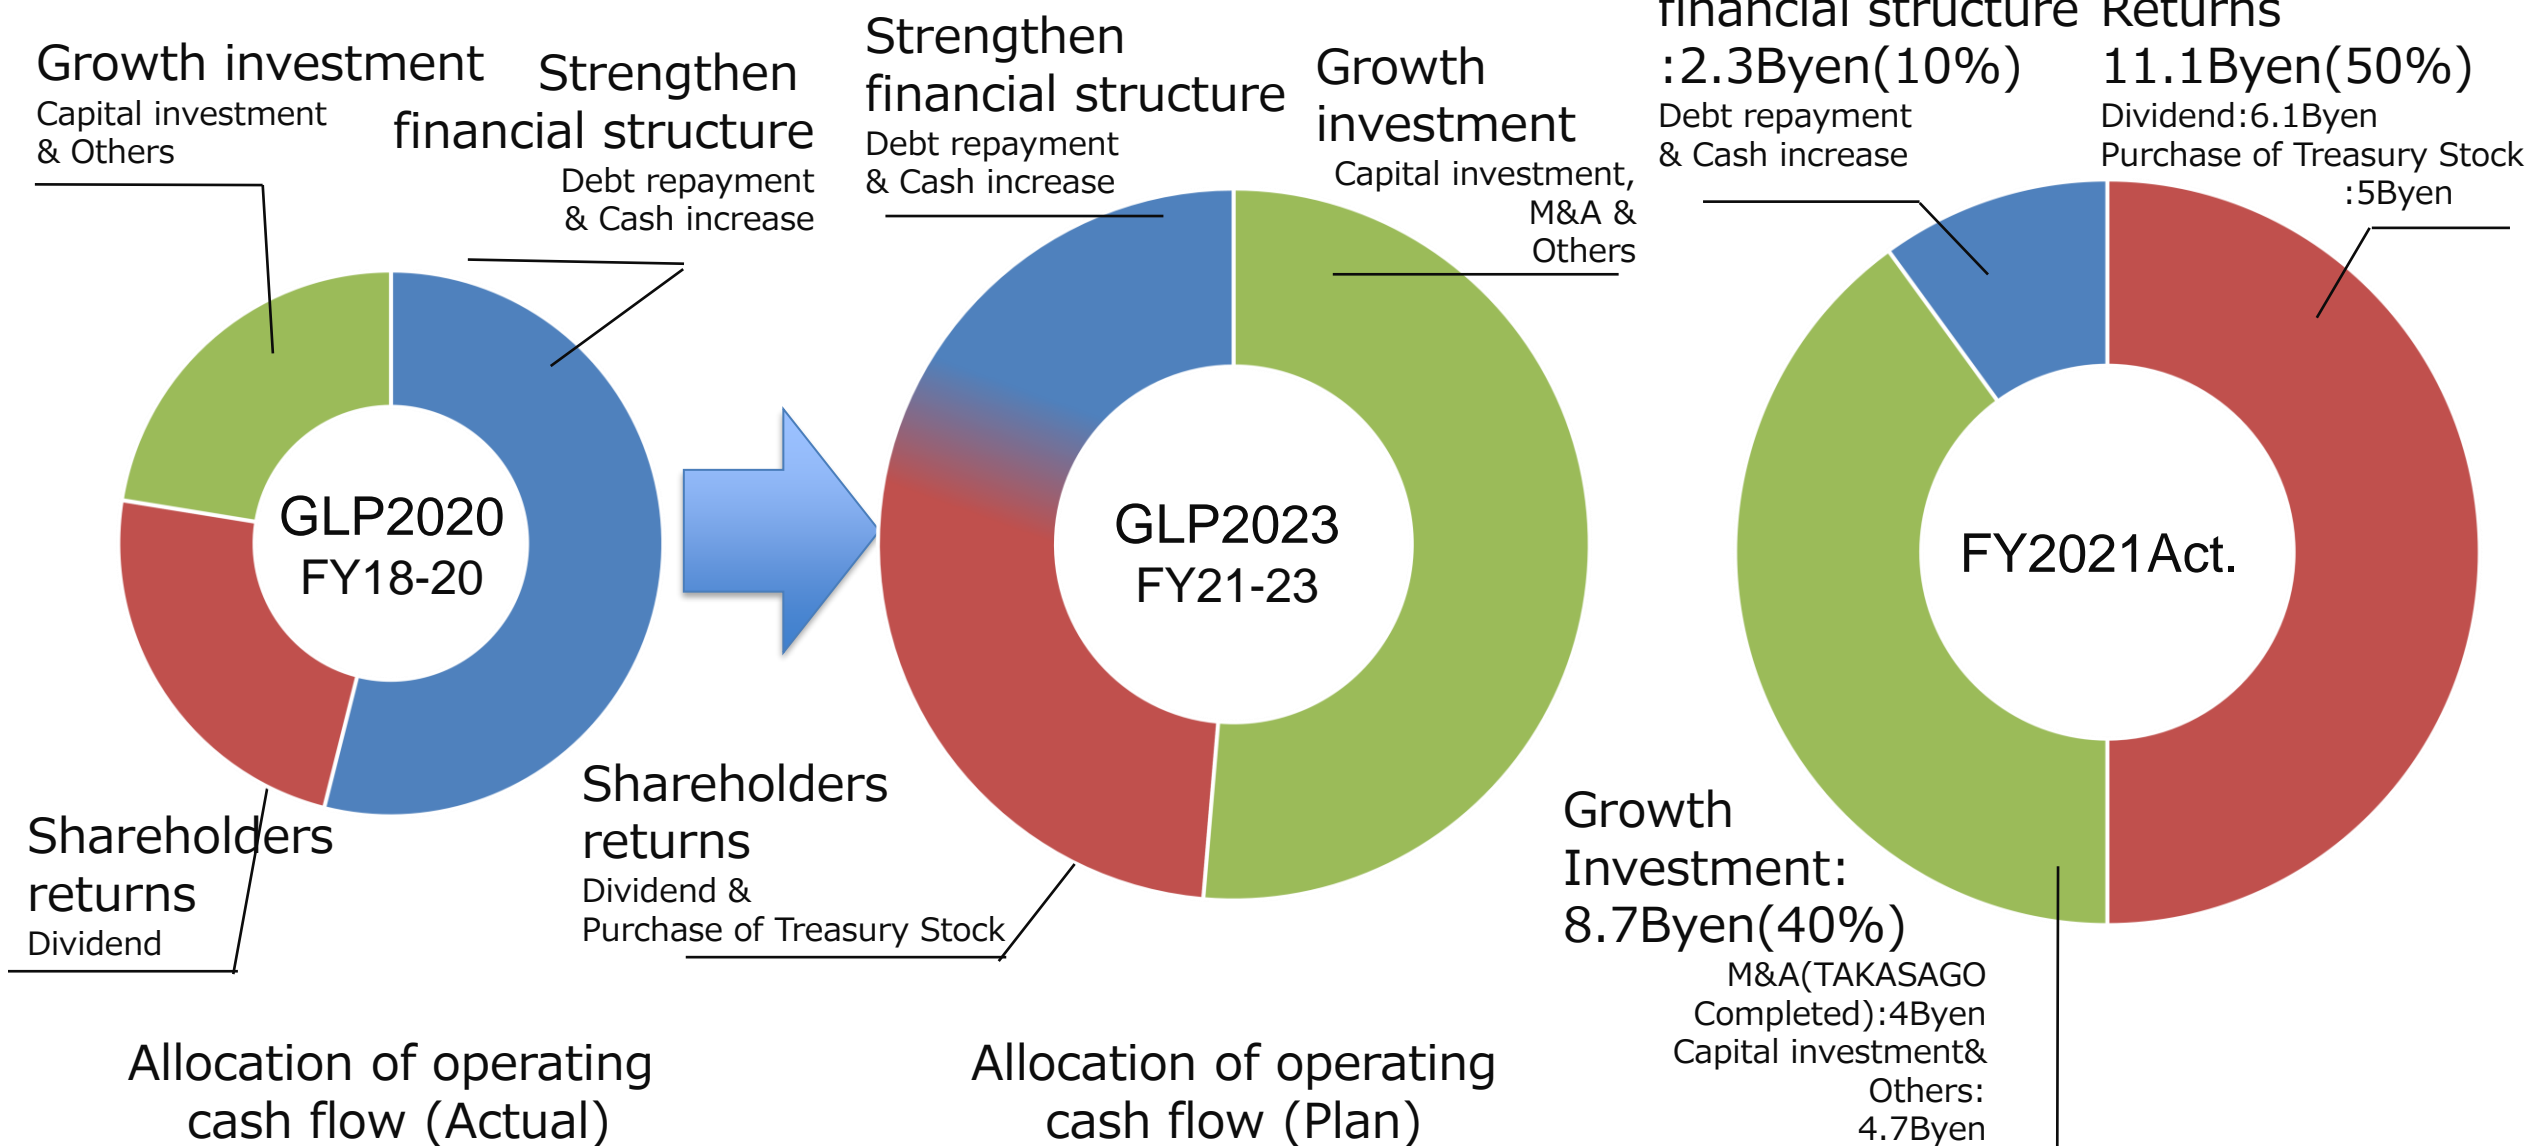 Growth investment
Capital investment
& Others
Strengthen
financial structure
Debt repayment
& Cash increase
GLP2020
FY18-20
Shareholders
returns
Dividend
Allocation of operating
cash flow (Actual)
Strengthen
financial structure
Debt repayment
& Cash increase
Growth
investment
Capital investment,
M&A &
Others
GLP2023
FY21-23
Shareholders
returns
Dividend &
Purchase of Treasury Stock
Allocation of operating
cash flow (Plan)
financial structure
:2.3Byen(10%)
Debt repayment
& Cash increase
Returns
11.1Byen(50%)
Dividend:6.1Byen
Purchase of Treasury Stock
:5Byen
FY2021Act.
Growth
Investment:
8.7Byen(40%)
M&A(TAKASAGO
Completed):4Byen
Capital investment&
Others:
4.7Byen